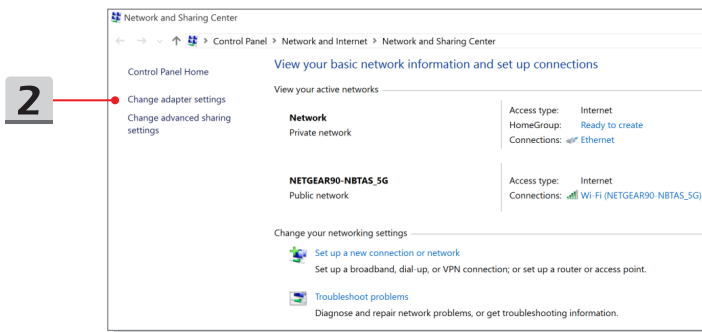 Network and Sharing Center
Control Panel > Network and Internet > Network and Sharing Center
2
Control Panel Home
Change adapter settings
Change advanced sharing
settings
View your basic network information and set up connections
View your active networks
Network
Private network
Access type: Internet
HomeGroup: Ready to create
Connections: Ethernet
NETGEAR90-NBTAS_5G
Public network
Access type: Internet
Connections: Wi-Fi (NETGEAR90-NBTAS_5G)
Change your networking settings
Set up a new connection or network
Set up a broadband, dial-up, or VPN connection; or set up a router or access point.
Troubleshoot problems
Diagnose and repair network problems, or get troubleshooting information.